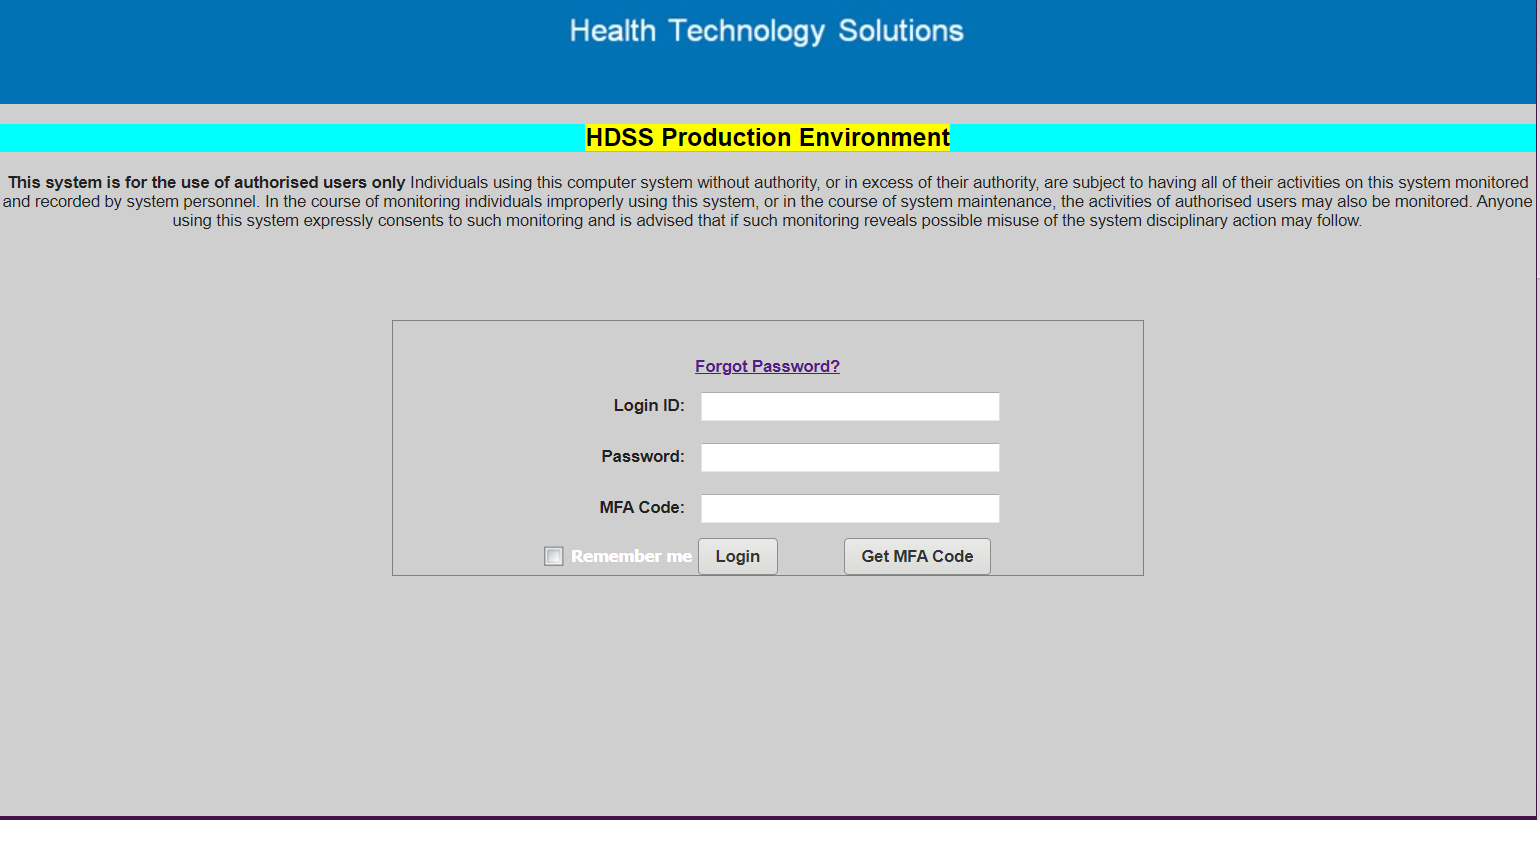 Health Technology Solutions
HDSS Production Environment
This system is for the use of authorised users only Individuals using this computer system without authority, or in excess of their authority, are subject to having all of their activities on this system monitored
and recorded by system personnel. In the course of monitoring individuals improperly using this system, or in the course of system maintenance, the activities of authorised users may also be monitored. Anyone
using this system expressly consents to such monitoring and is advised that if such monitoring reveals possible misuse of the system disciplinary action may follow.
Forgot Password?
Login ID:
Password:
MFA Code:
Remember me Login Get MFA Code